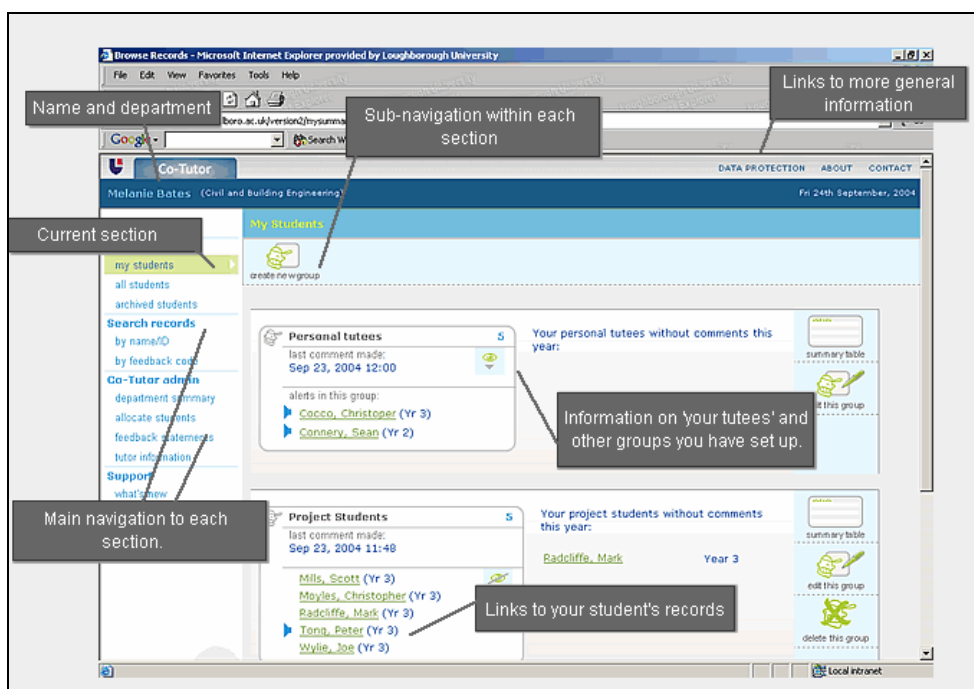 Browse Records - Microsoft Internet Explorer provided by Loughborough University
File Edit View Favorites Tools Help
Links to more general
information
Name and department
Sub-navigation within each
section
boro.ac.uk/version2/mysumma
Google
Search W
Co-Tutor
DATA PROTECTION ABOUT CONTACT
Melanie Bates (Civil and Building Engineering)
Fri 24th September, 2004
Current section
My Students
my students
create new group
all students
archived students
Search records
by name/ID
by feedback code
Co-Tutor admin
department summary
allocate students
feedback statements
tutor information
Support
what's new
Main navigation to each
section.
Personal tutees 5
last comment made:
Sep 23, 2004 12:00
alerts in this group:
Cocco, Christoper (Yr 3)
Connery, Sean (Yr 2)
Your personal tutees without comments this
year:
summary table
t this group
Information on 'your tutees' and
other groups you have set up.
Project Students 5
last comment made:
Sep 23, 2004 11:48
Mills, Scott (Yr 3)
Moyles, Christopher (Yr 3)
Radcliffe, Mark (Yr 3)
Tong, Peter (Yr 3)
Wylie, Joe (Yr 3)
Your project students without comments
this year:
Radcliffe, Mark Year 3
summary table
edit this group
delete this group
Links to your student's records
Local intranet